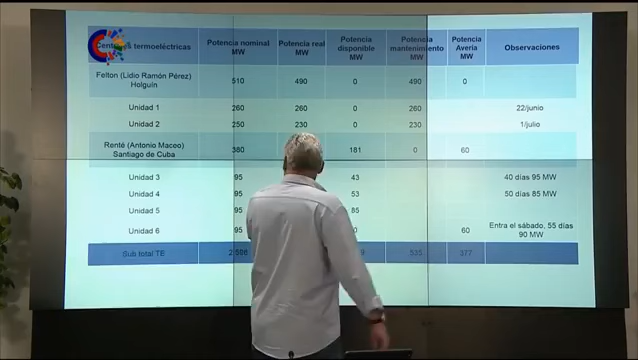 Centrales termoeléctricas Potencia nominal MW Potencia real MW Potencia disponible MW Potencia mantenimiento MW Potencia Avería MW Observaciones
Felton (Lidio Ramón Pérez) Holguín 510 490 0 490 0
Unidad 1 260 260 0 260 22/junio
Unidad 2 250 230 0 230 1/julio
Renté (Antonio Maceo) Santiago de Cuba 380 181 0 60
Unidad 3 95 43 40 días 95 MW
Unidad 4 95 53 50 días 85 MW
Unidad 5 95 85
Unidad 6 95 0 60 Entra el sábado, 55 días 90 MW
Sub total TE 535 377